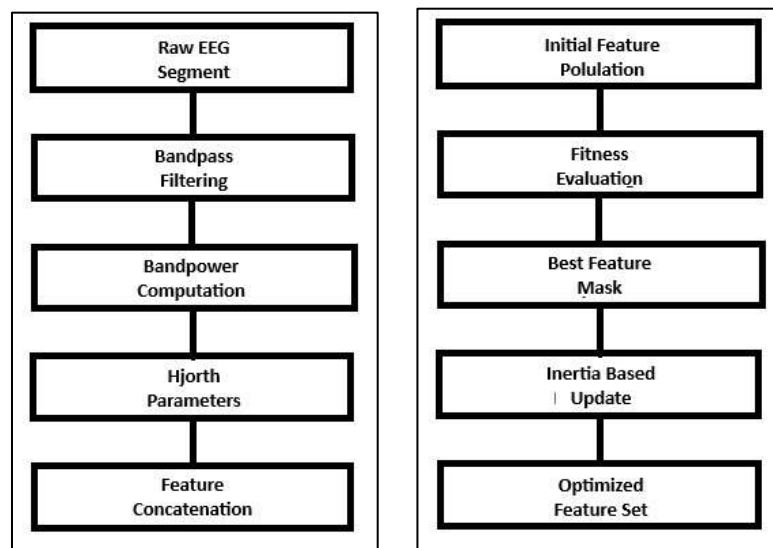 Raw EEG
Segment
Bandpass
Filtering
Bandpower
Computation
Hjorth
Parameters
Feature
Concatenation
Initial Feature
Polulation
Fitness
Evaluation
Best Feature
Mask
Inertia Based
Update
Optimized
Feature Set